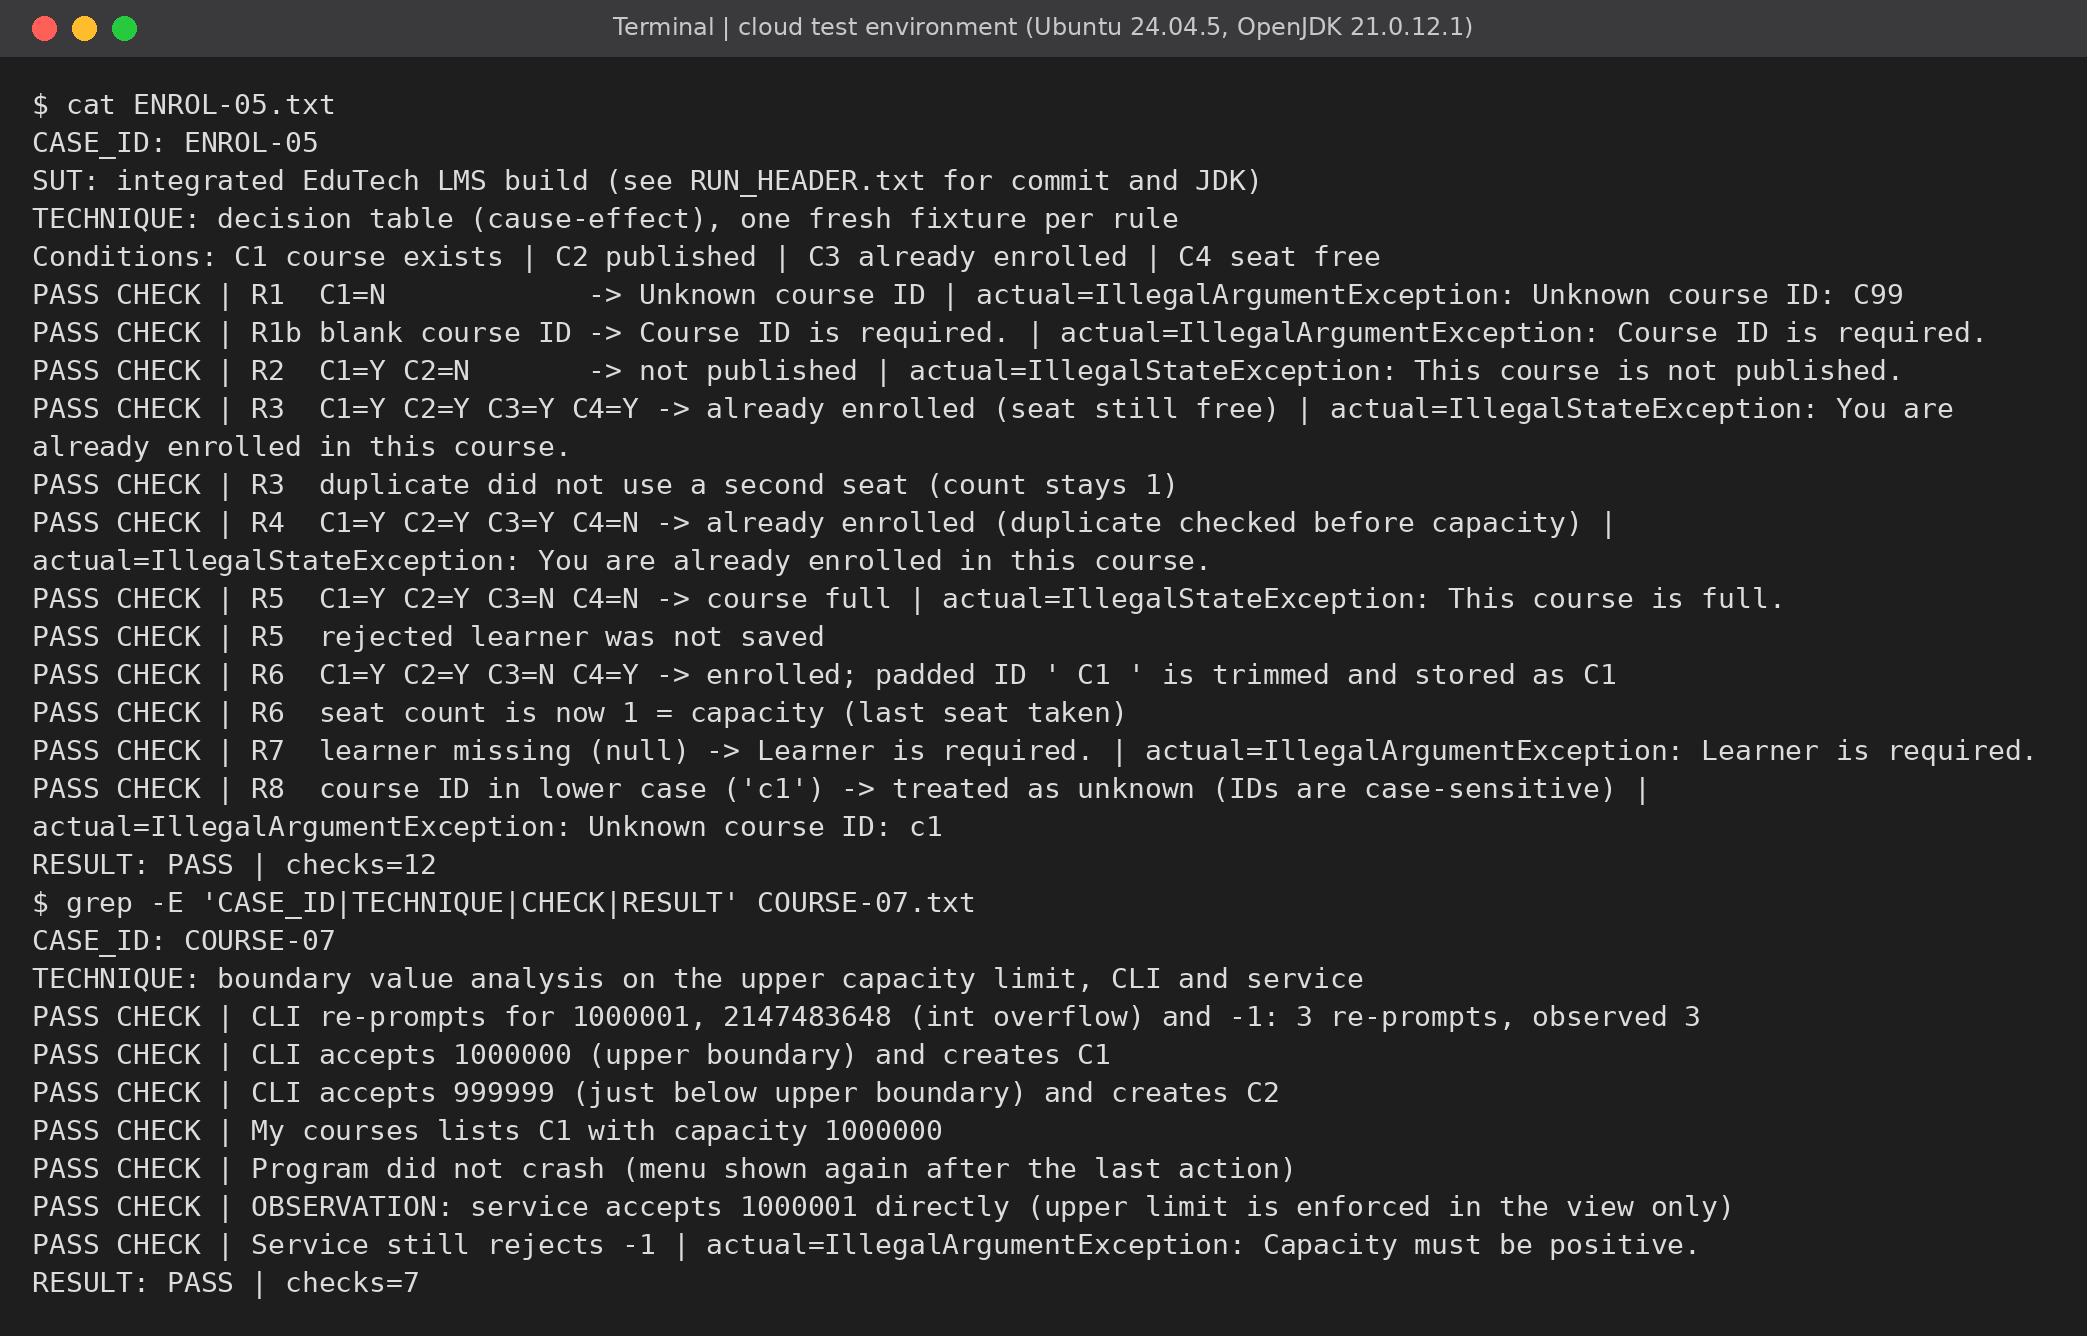 Terminal | cloud test environment (Ubuntu 24.04.5, OpenJDK 21.0.12.1)
$ cat ENROL-05.txt
CASE_ID: ENROL-05
SUT: integrated EduTech LMS build (see RUN_HEADER.txt for commit and JDK)
TECHNIQUE: decision table (cause-effect), one fresh fixture per rule
Conditions: C1 course exists | C2 published | C3 already enrolled | C4 seat free
PASS CHECK | R1  C1=N            -> Unknown course ID | actual=IllegalArgumentException: Unknown course ID: C99
PASS CHECK | R1b blank course ID -> Course ID is required. | actual=IllegalArgumentException: Course ID is required.
PASS CHECK | R2  C1=Y C2=N       -> not published | actual=IllegalStateException: This course is not published.
PASS CHECK | R3  C1=Y C2=Y C3=Y C4=Y -> already enrolled (seat still free) | actual=IllegalStateException: You are
already enrolled in this course.
PASS CHECK | R3  duplicate did not use a second seat (count stays 1)
PASS CHECK | R4  C1=Y C2=Y C3=Y C4=N -> already enrolled (duplicate checked before capacity) |
actual=IllegalStateException: You are already enrolled in this course.
PASS CHECK | R5  C1=Y C2=Y C3=N C4=N -> course full | actual=IllegalStateException: This course is full.
PASS CHECK | R5  rejected learner was not saved
PASS CHECK | R6  C1=Y C2=Y C3=N C4=Y -> enrolled; padded ID ' C1 ' is trimmed and stored as C1
PASS CHECK | R6  seat count is now 1 = capacity (last seat taken)
PASS CHECK | R7  learner missing (null) -> Learner is required. | actual=IllegalArgumentException: Learner is required.
PASS CHECK | R8  course ID in lower case ('c1') -> treated as unknown (IDs are case-sensitive) |
actual=IllegalArgumentException: Unknown course ID: c1
RESULT: PASS | checks=12
$ grep -E 'CASE_ID|TECHNIQUE|CHECK|RESULT' COURSE-07.txt
CASE_ID: COURSE-07
TECHNIQUE: boundary value analysis on the upper capacity limit, CLI and service
PASS CHECK | CLI re-prompts for 1000001, 2147483648 (int overflow) and -1: 3 re-prompts, observed 3
PASS CHECK | CLI accepts 1000000 (upper boundary) and creates C1
PASS CHECK | CLI accepts 999999 (just below upper boundary) and creates C2
PASS CHECK | My courses lists C1 with capacity 1000000
PASS CHECK | Program did not crash (menu shown again after the last action)
PASS CHECK | OBSERVATION: service accepts 1000001 directly (upper limit is enforced in the view only)
PASS CHECK | Service still rejects -1 | actual=IllegalArgumentException: Capacity must be positive.
RESULT: PASS | checks=7